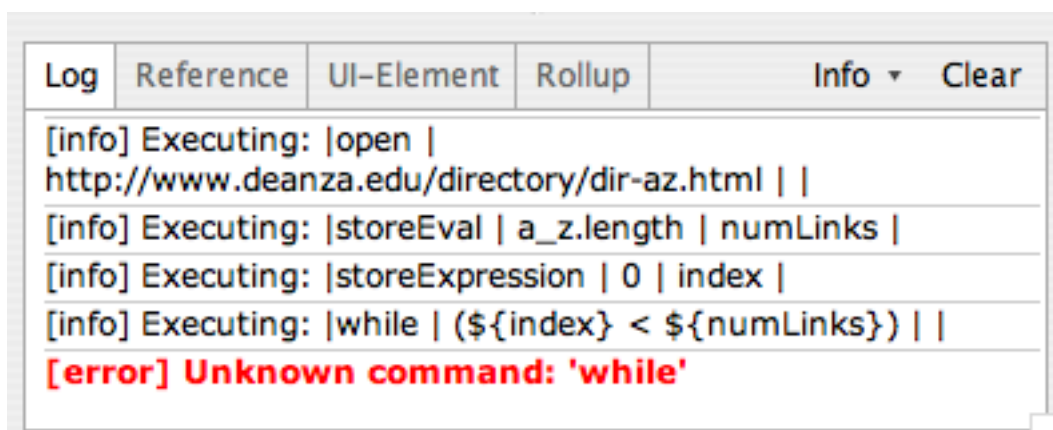 Log Reference UI-Element Rollup Info ▾ Clear
[info] Executing: |open |
http://www.deanza.edu/directory/dir-az.html | |
[info] Executing: |storeEval | a_z.length | numLinks |
[info] Executing: |storeExpression | 0 | index |
[info] Executing: |while | (${index} < ${numLinks}) | |
[error] Unknown command: 'while'